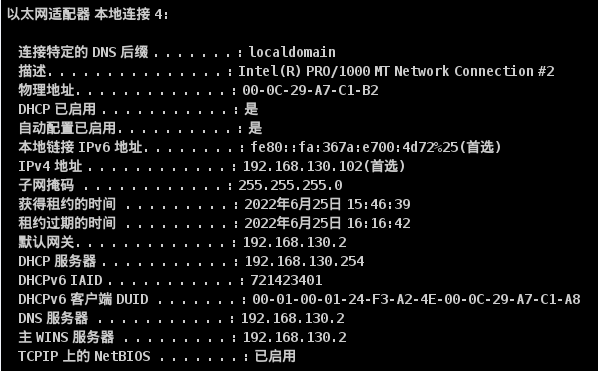 以太网适配器 本地连接 4:
连接特定的 DNS 后缀 . . . . . . . : localdomain
描述. . . . . . . . . . . . . . . : Intel(R) PRO/1000 MT Network Connection #2
物理地址. . . . . . . . . . . . . : 00-0C-29-A7-C1-B2
DHCP 已启用 . . . . . . . . . . . : 是
自动配置已启用. . . . . . . . . . : 是
本地链接 IPv6 地址. . . . . . . . : fe80::fa:367a:e700:4d72%25(首选)
IPv4 地址 . . . . . . . . . . . . : 192.168.130.102(首选)
子网掩码 . . . . . . . . . . . . : 255.255.255.0
获得租约的时间 . . . . . . . . . : 2022年6月25日 15:46:39
租约过期的时间 . . . . . . . . . : 2022年6月25日 16:16:42
默认网关. . . . . . . . . . . . . : 192.168.130.2
DHCP 服务器 . . . . . . . . . . . : 192.168.130.254
DHCPv6 IAID . . . . . . . . . . . : 721423401
DHCPv6 客户端 DUID . . . . . . . : 00-01-00-01-24-F3-A2-4E-00-0C-29-A7-C1-A8
DNS 服务器 . . . . . . . . . . . : 192.168.130.2
主 WINS 服务器 . . . . . . . . . : 192.168.130.2
TCPIP 上的 NetBIOS . . . . . . . : 已启用